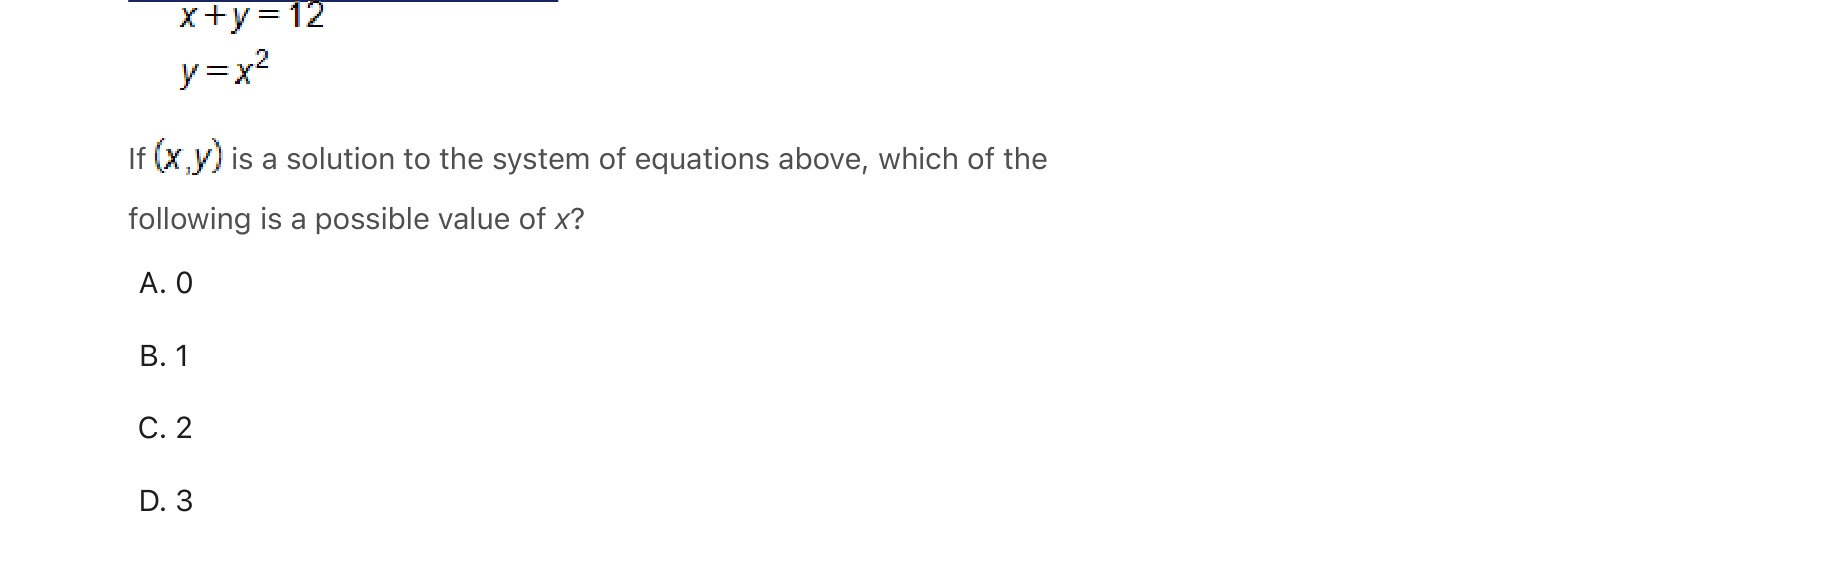 x+y=12
y=x²
If (x,y) is a solution to the system of equations above, which of the
following is a possible value of x?
A. 0
B. 1
C. 2
D. 3